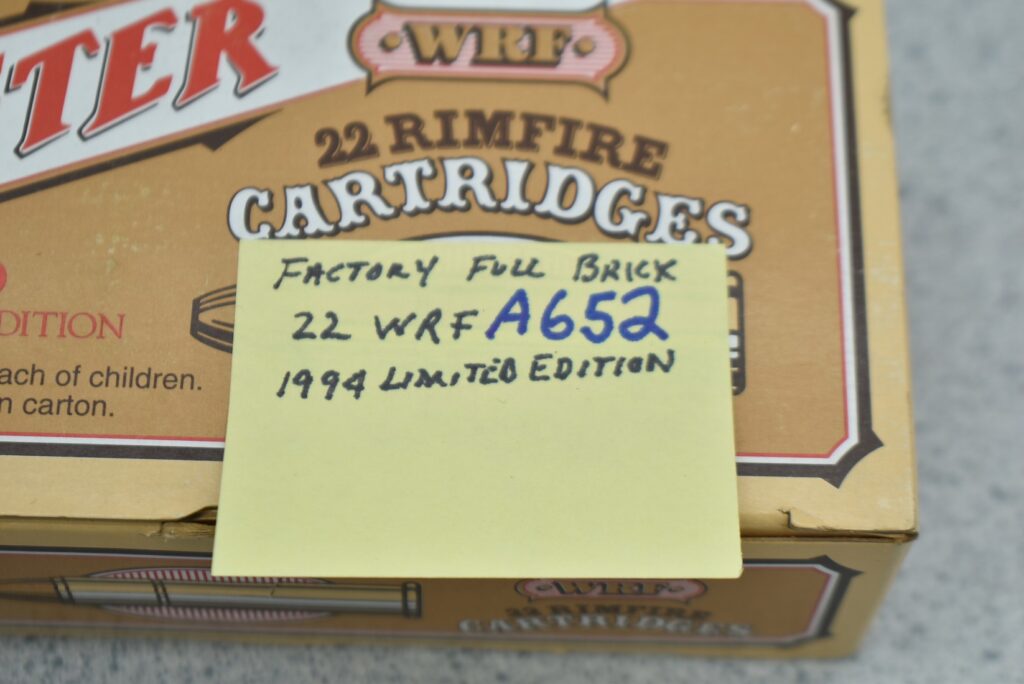 TER
WRF
22 RIMFIRE
CARTRIDGES
DITION
ach of children.
n carton.
FACTORY FULL BRICK
22 WRF A652
1994 LIMITED EDITION
WRF
22 RIMFIRE
CARTRIDGES